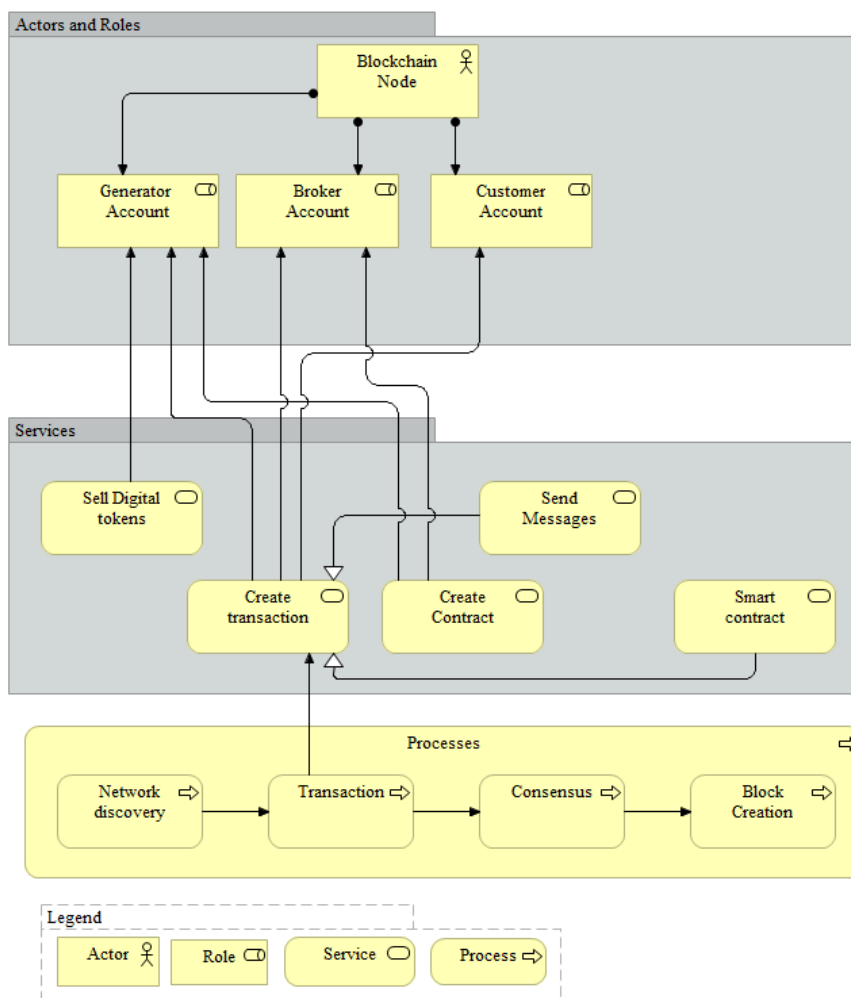 Actors and Roles
Blockchain
Node
Generator
Account
Broker
Account
Customer
Account
Services
Sell Digital
tokens
Send
Messages
Create
transaction
Create
Contract
Smart
contract
Processes
Network
discovery
Transaction
Consensus
Block
Creation
Legend
Actor
Role
Service
Process